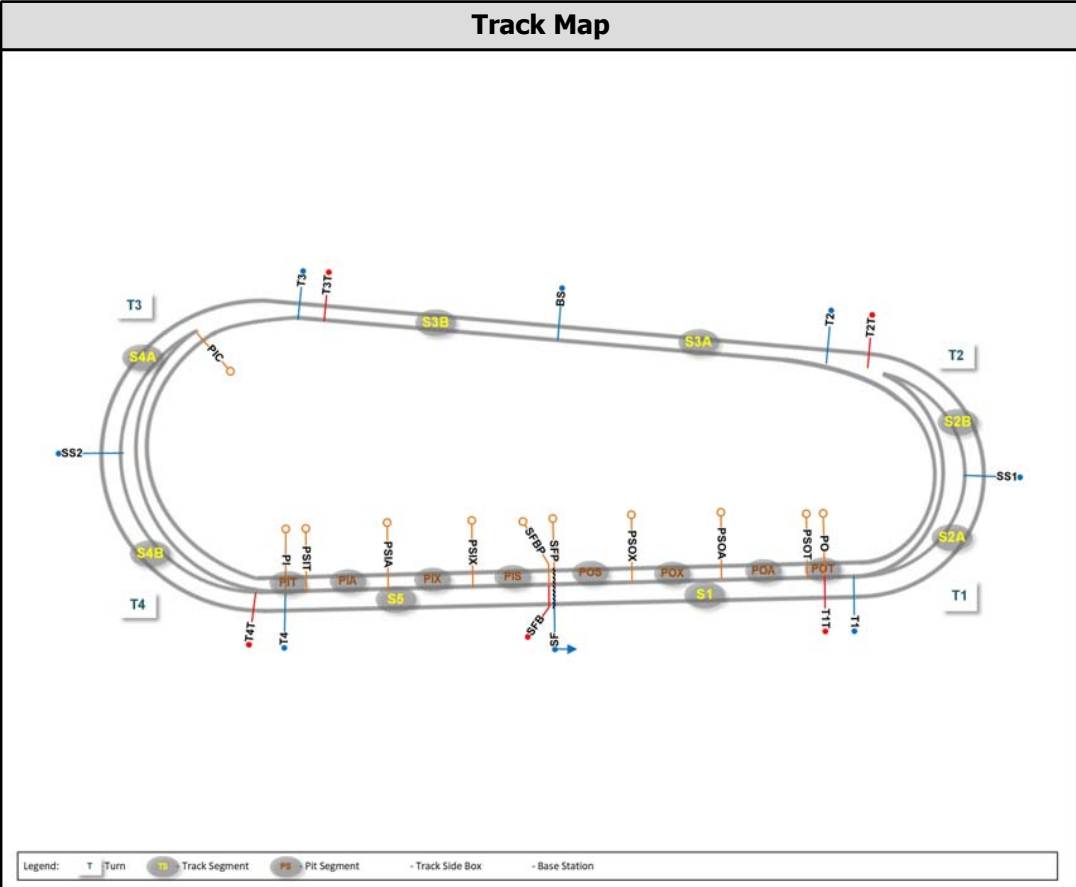 Track Map
T3
T3T
BS
T2
T2T
T3
S3B
S3A
T2
S4A
PIC
S2B
SS2
SS1
PI
PSIT
PSIA
PSIX
SFBP
SFP
PSOX
PSOA
PSOT
PO
S4B
S2A
PIT
PIA
PIX
PIS
POS
POX
POA
POT
S5
S1
T4
T1
T4T
T4
SFB
SF
T1T
T1
Legend: T -Turn TS - Track Segment PS - Pit Segment - Track Side Box - Base Station